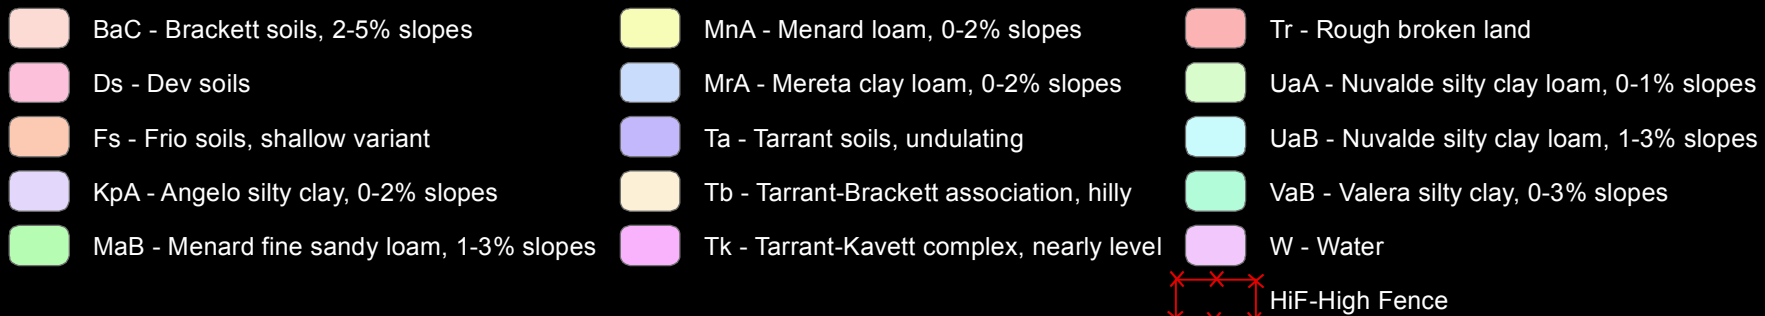 BaC - Brackett soils, 2-5% slopes
Ds - Dev soils
Fs - Frio soils, shallow variant
KpA - Angelo silty clay, 0-2% slopes
MaB - Menard fine sandy loam, 1-3% slopes
MnA - Menard loam, 0-2% slopes
MrA - Mereta clay loam, 0-2% slopes
Ta - Tarrant soils, undulating
Tb - Tarrant-Brackett association, hilly
Tk - Tarrant-Kavett complex, nearly level
Tr - Rough broken land
UaA - Nuvalde silty clay loam, 0-1% slopes
UaB - Nuvalde silty clay loam, 1-3% slopes
VaB - Valera silty clay, 0-3% slopes
W - Water
HiF-High Fence